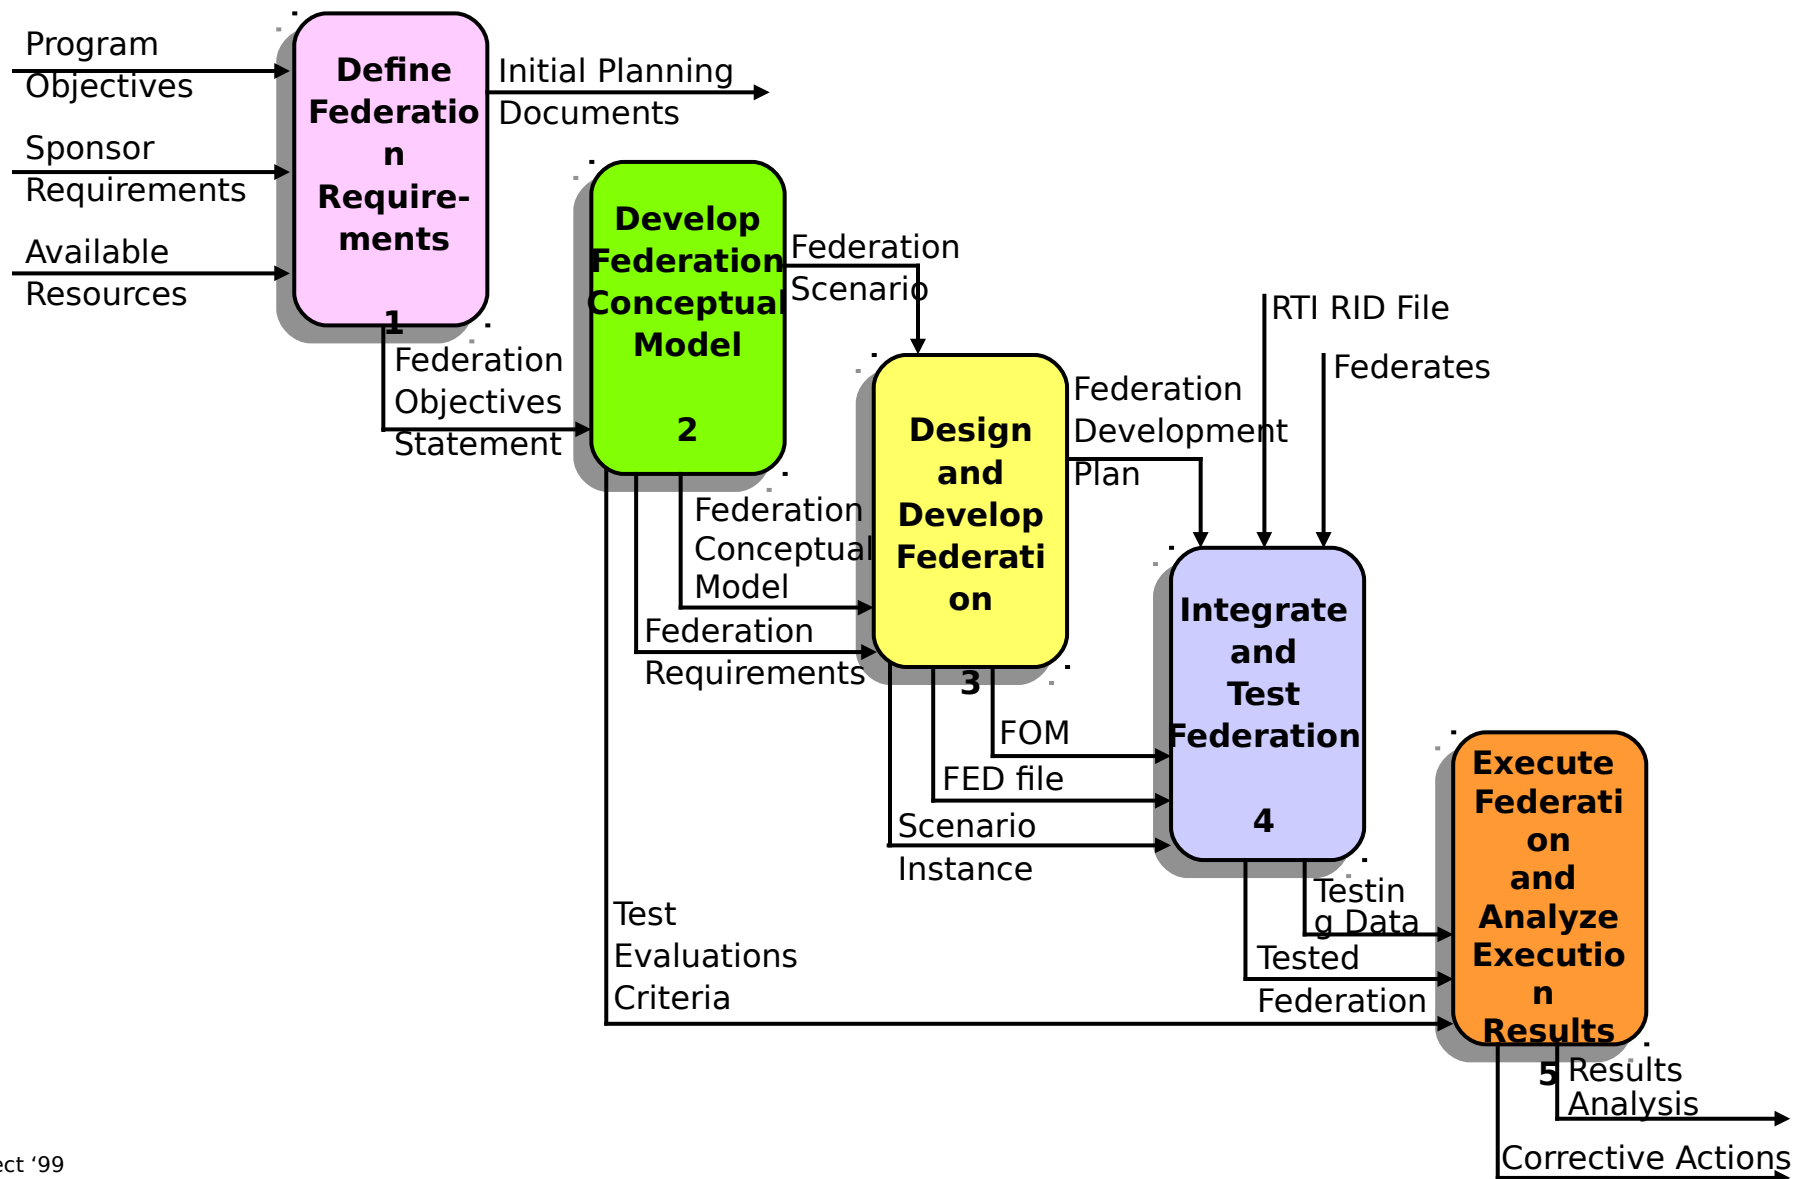 Program
Objectives
Sponsor
Requirements
Available
Resources
Define
Federatio
n
Require-
ments
1
Initial Planning
Documents
Federation
Objectives
Statement
Develop
Federation
Conceptual
Model
2
Federation
Scenario
Federation
Conceptual
Model
Federation
Requirements
Test
Evaluations
Criteria
Design
and
Develop
Federati
on
3
Federation
Development
Plan
RTI RID File
Federates
FOM
FED file
Scenario
Instance
Integrate
and
Test
Federation
4
Testin
g Data
Tested
Federation
Execute
Federati
on
and
Analyze
Executio
n
Results
5
Results
Analysis
Corrective Actions
ect ‘99